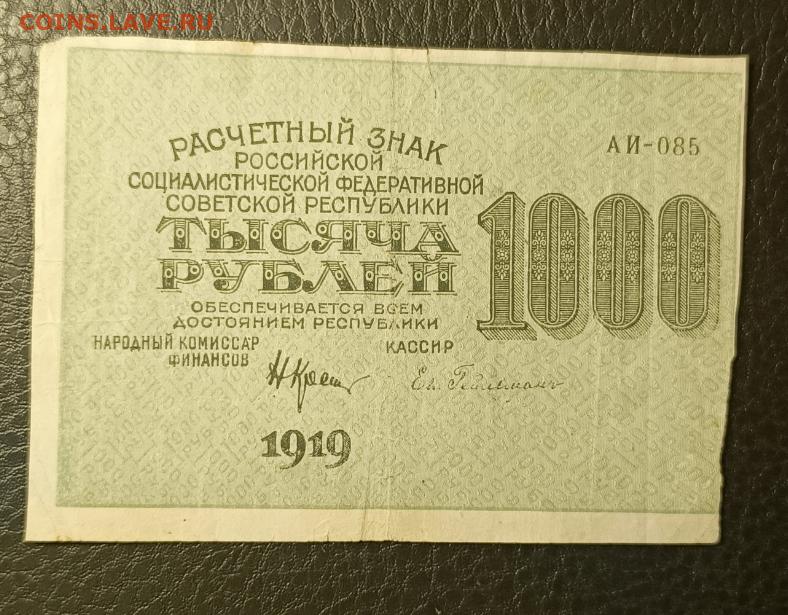 COINS.LAVE.RU
РАСЧЕТНЫЙ ЗНАК
АИ-085
РОССИЙСКОЙ
СОЦИАЛИСТИЧЕСКОЙ ФЕДЕРАТИВНОЙ
СОВЕТСКОЙ РЕСПУБЛИКИ
ТЫСЯЧА
РУБЛЕЙ
1000
ОБЕСПЕЧИВАЕТСЯ ВСЕМ
ДОСТОЯНИЕМ РЕСПУБЛИКИ
НАРОДНЫЙ КОМИССАР
ФИНАНСОВ
КАССИР
1919